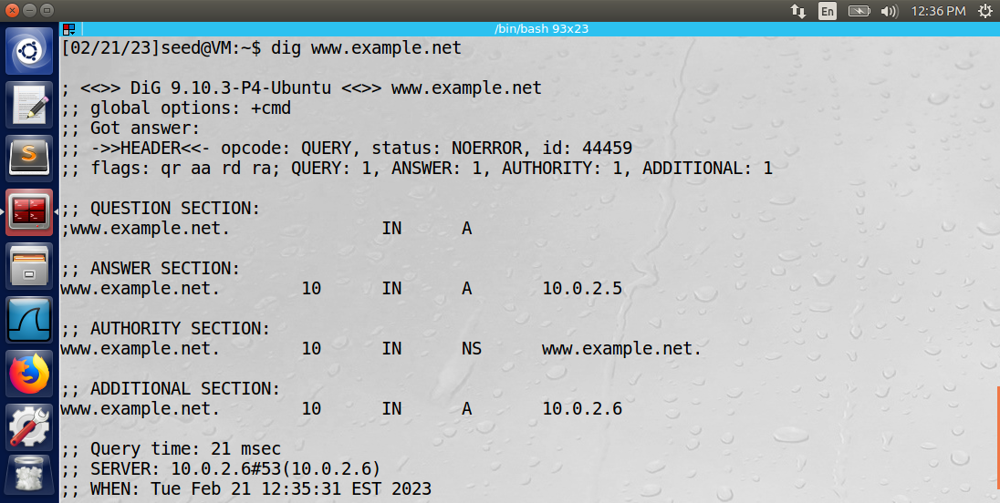 En 12:36 PM
/bin/bash 93x23
[02/21/23]seed@VM:~$ dig www.example.net
; <<>> DiG 9.10.3-P4-Ubuntu <<>> www.example.net
;; global options: +cmd
;; Got answer:
;; ->>HEADER<<- opcode: QUERY, status: NOERROR, id: 44459
;; flags: qr aa rd ra; QUERY: 1, ANSWER: 1, AUTHORITY: 1, ADDITIONAL: 1
;; QUESTION SECTION:
;www.example.net. IN A
;; ANSWER SECTION:
www.example.net. 10 IN A 10.0.2.5
;; AUTHORITY SECTION:
www.example.net. 10 IN NS www.example.net.
;; ADDITIONAL SECTION:
www.example.net. 10 IN A 10.0.2.6
;; Query time: 21 msec
;; SERVER: 10.0.2.6#53(10.0.2.6)
;; WHEN: Tue Feb 21 12:35:31 EST 2023